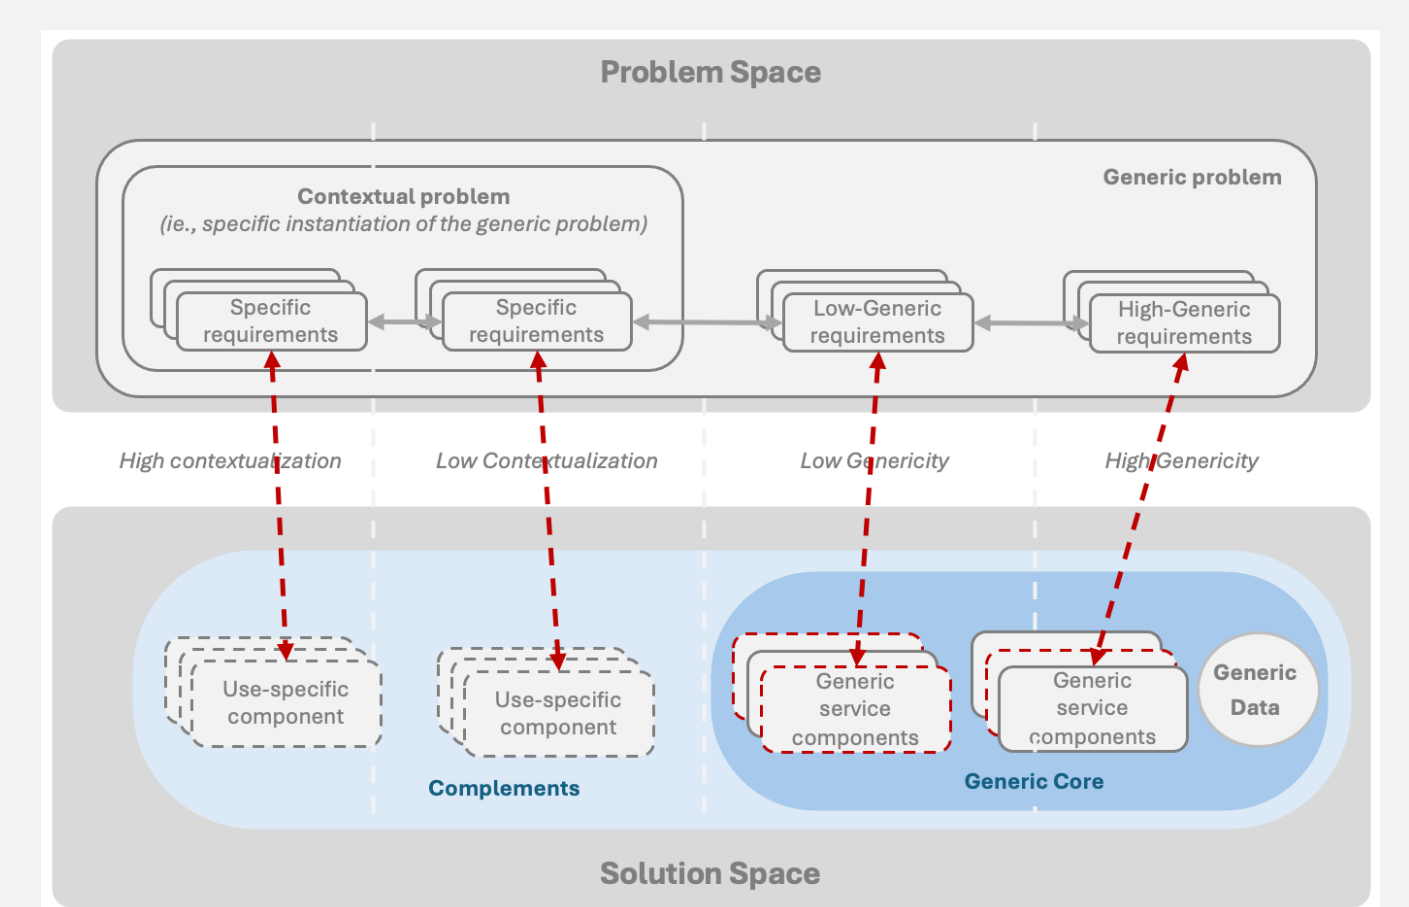 Problem Space
Generic problem
Contextual problem
(ie., specific instantiation of the generic problem)
Specific
requirements
Specific
requirements
Low-Generic
requirements
High-Generic
requirements
High contextualization
Low Contextualization
Low Genericity
High Genericity
Use-specific
component
Use-specific
component
Generic
service
components
Generic
service
components
Generic
Data
Complements
Generic Core
Solution Space